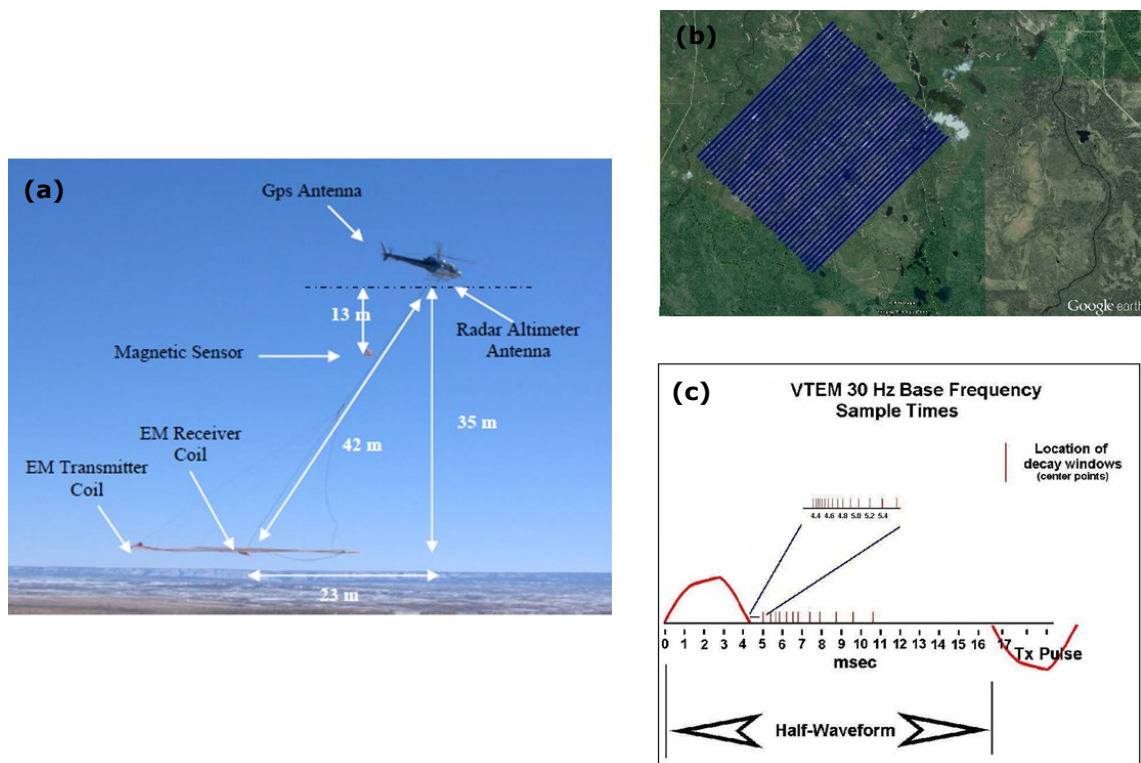 (a)
Gps Antenna
13 m
Radar Altimeter
Antenna
Magnetic Sensor
35 m
42 m
EM Receiver
Coil
EM Transmitter
Coil
23 m
(b)
Google earth
(c)
VTEM 30 Hz Base Frequency
Sample Times
Location of
decay windows
(center points)
4.4 4.6 4.8 5.0 5.2 5.4
0 1 2 3 4 5 6 7 8 9 10 11 12 13 14 15 16 17
Tx Pulse
msec
Half-Waveform